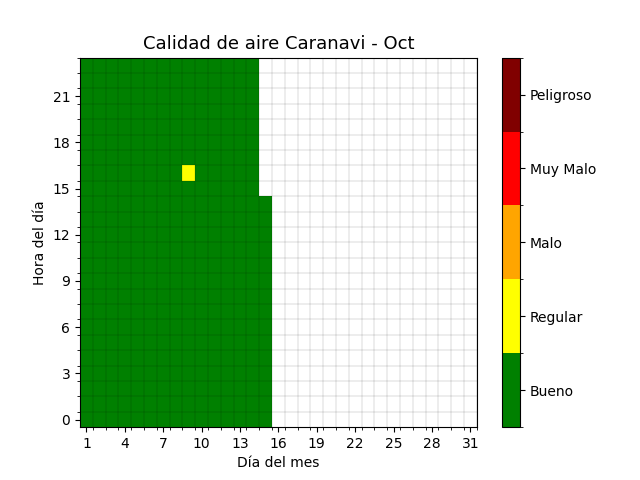 Calidad de aire Caranavi - Oct
Hora del día
21
18
15
12
9
6
3
0
1 4 7 10 13 16 19 22 25 28 31
Día del mes
Peligroso
Muy Malo
Malo
Regular
Bueno